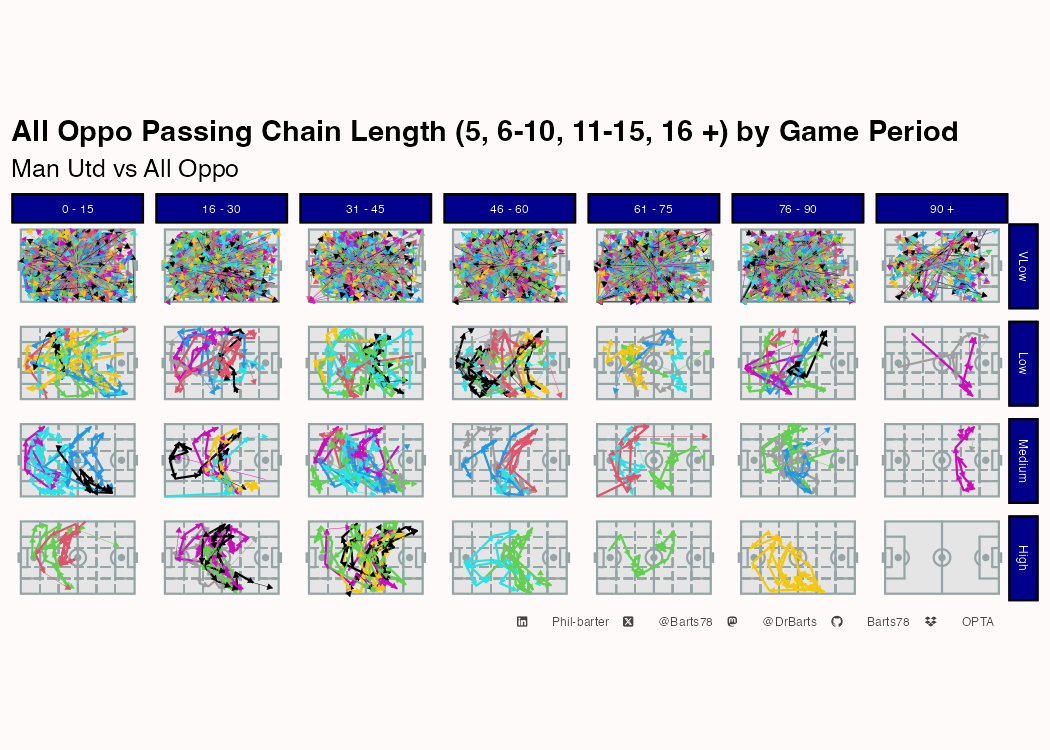 All Oppo Passing Chain Length (5, 6-10, 11-15, 16 +) by Game Period
Man Utd vs All Oppo
0 - 15 16 - 30 31 - 45 46 - 60 61 - 75 76 - 90 90 +
VLow
Low
Medium
High
Phil-barter @Barts78 @DrBarts Barts78 OPTA